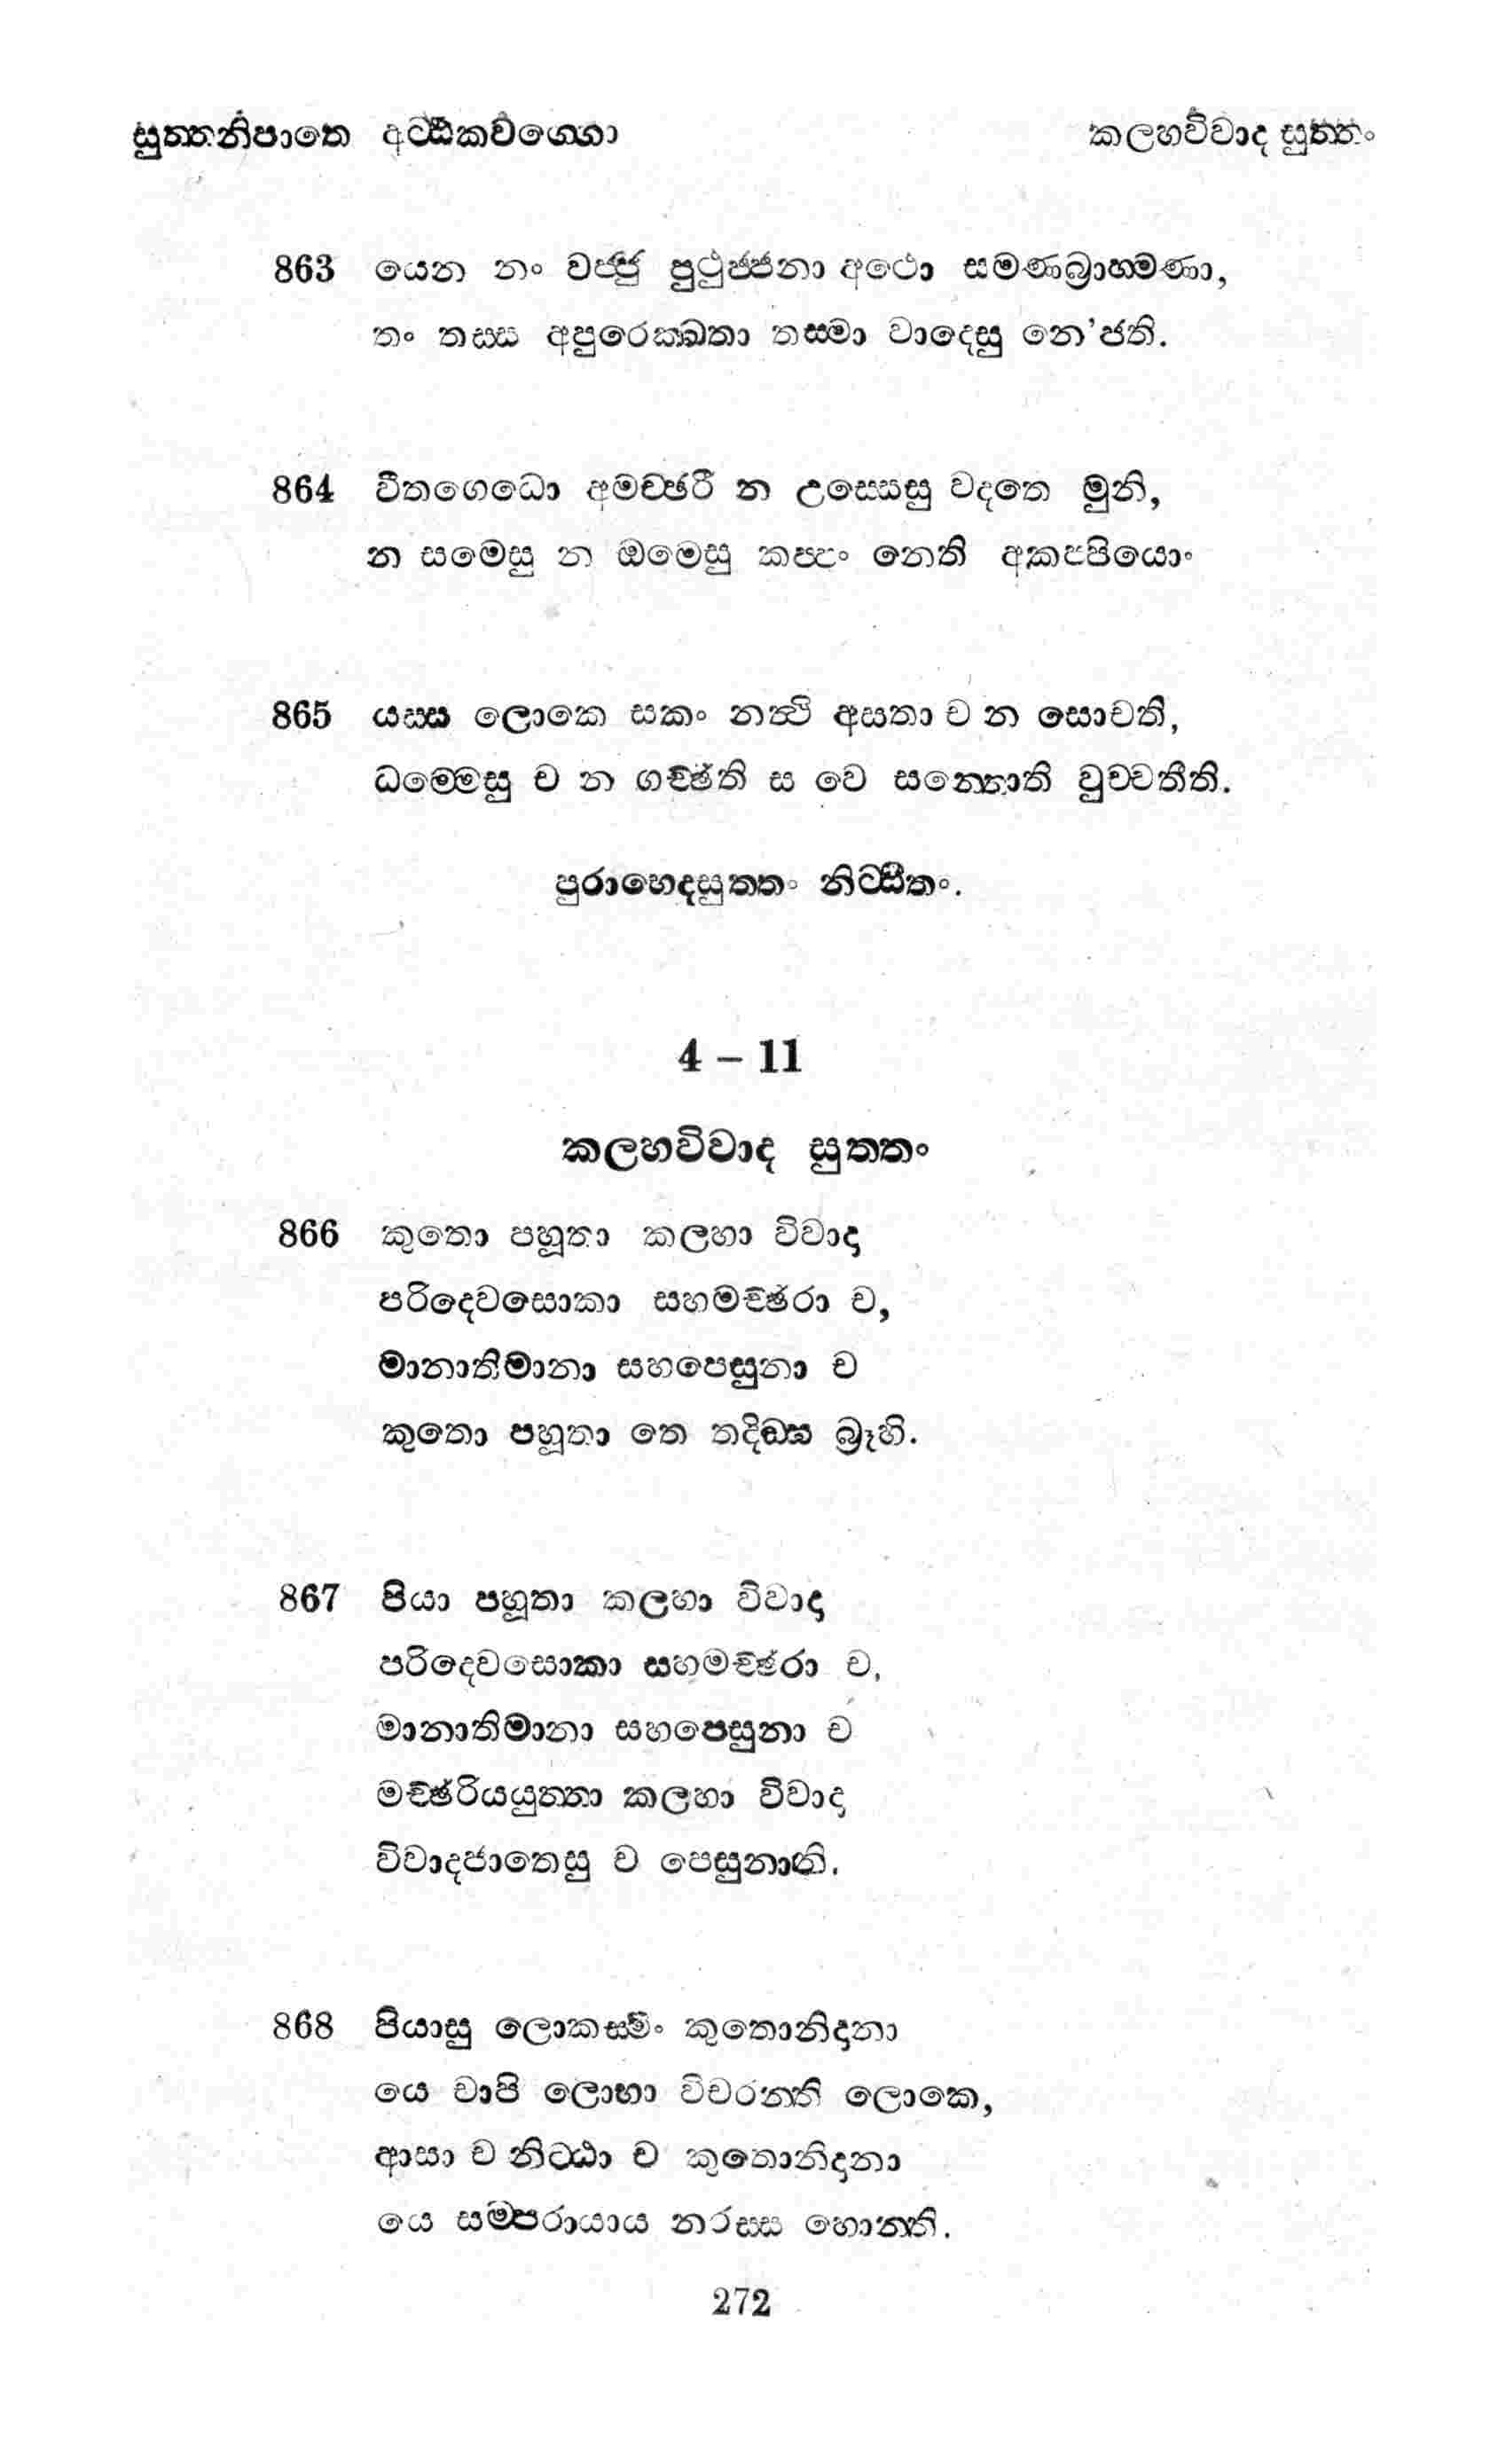 සුත්තනිපාතෙ අට්ඨකවග්ගො
කලහවිවාද සුත්තං
863 යෙන නං වජ්ජු පුථුජ්ජනා අථො සමණබ්‍රාහ්මණා,
තං තස්ස අපුරෙක්ඛතා තස්මා වාදෙසු නෙ’ජති.
864 වීතගෙධො අමච්ඡරී න උස්සෙසු වදතෙ මුනි,
න සමෙසු න ඔමෙසු කප්පං නෙති අකප්පියො
865 යස්ස ලොකෙ සකං නත්ථි අසතා ච න සොචති,
ධම්මෙසු ච න ගච්ඡති ස වෙ සන්තොති වුච්චතීති.
පුරාභෙදසුත්තං නිට්ඨිතං.
4 – 11
කලහවිවාද සුත්තං
866 කුතො පහූතා කලහා විවාදා
පරිදෙවසොකා සහමච්ඡරා ච,
මානාතිමානා සහපෙසුනා ච
කුතො පහූතා තෙ තදිඞ්ඝ බ්‍රූහි.
867 පියා පහූතා කලහා විවාදා
පරිදෙවසොකා සහමච්ඡරා ච,
මානාතිමානා සහපෙසුනා ච
මච්ඡරියයුත්තා කලහා විවාදා
විවාදජාතෙසු ච පෙසුනානි.
868 පියාසු ලොකස්මිං කුතොනිදානා
යෙ චාපි ලොභා විචරන්ති ලොකෙ,
ආසා ච නිට්ඨා ච කුතොනිදානා
යෙ සම්පරායාය නරස්ස හොන්ති.
272